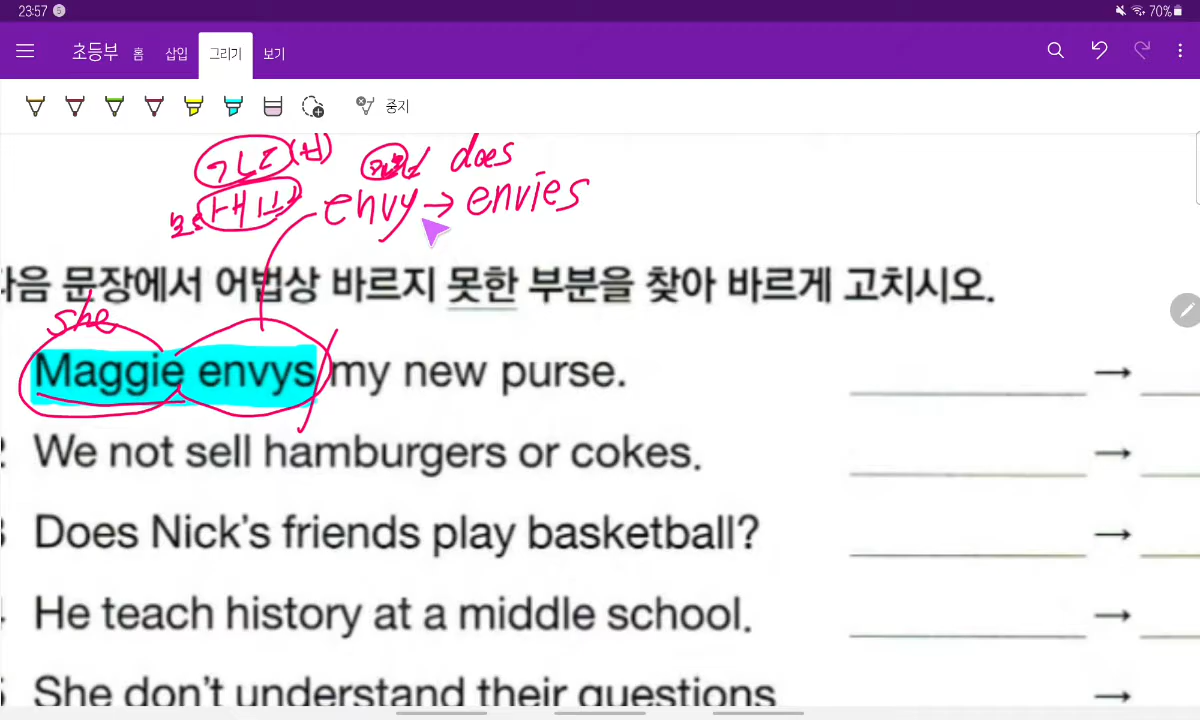 23:57 5 70%
초등부 홈 삽입 그리기 보기
중지
ㄱㄴㄷ (ㅂ) does
envy → envies
다음 문장에서 어법상 바르지 못한 부분을 찾아 바르게 고치시오.
she
Maggie envys my new purse. →
We not sell hamburgers or cokes. →
Does Nick's friends play basketball? →
He teach history at a middle school. →
She don't understand their questions →